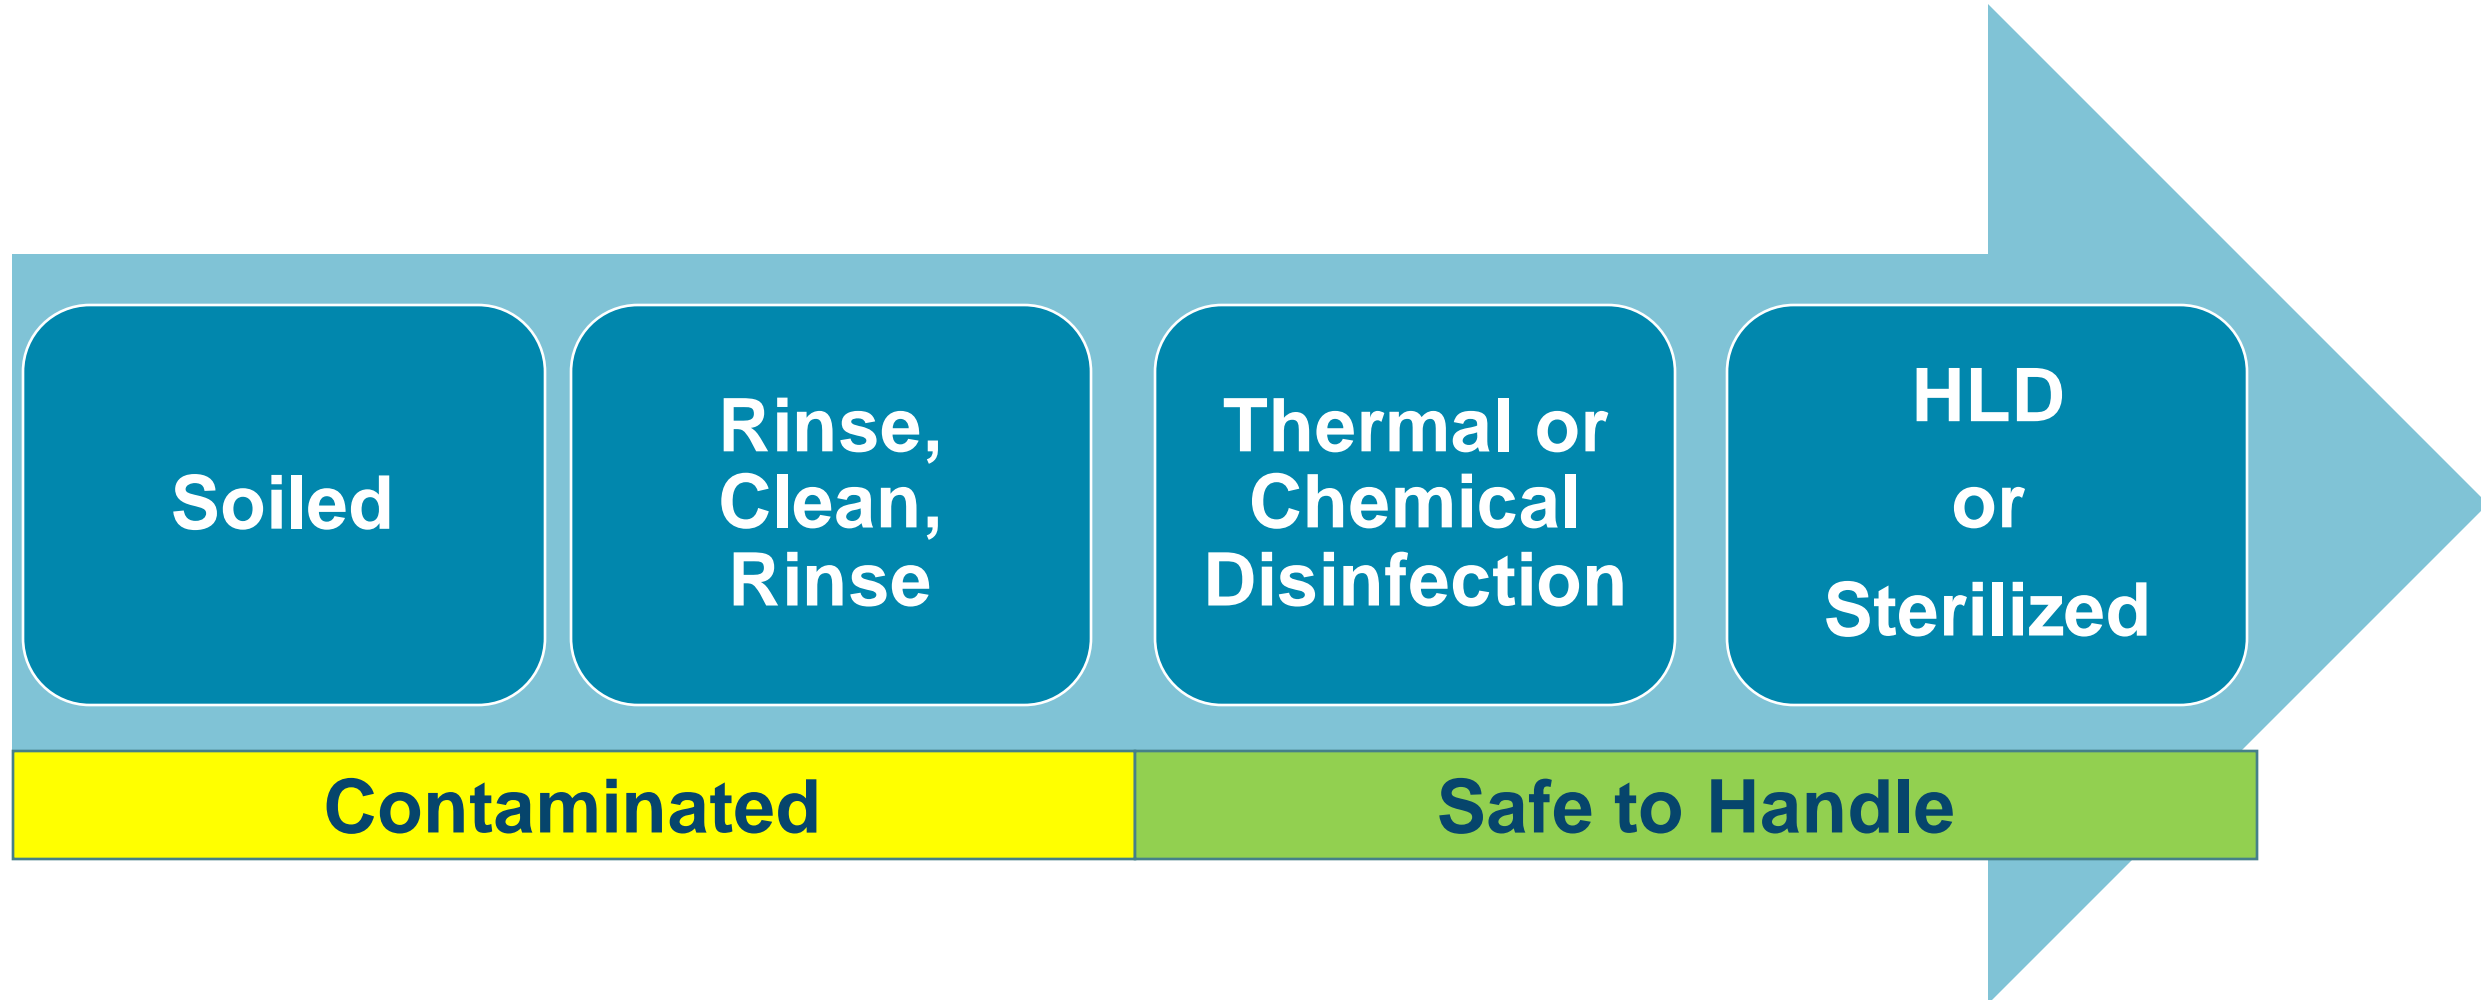 Soiled
Rinse,
Clean,
Rinse
Thermal or
Chemical
Disinfection
HLD
or
Sterilized
Contaminated
Safe to Handle